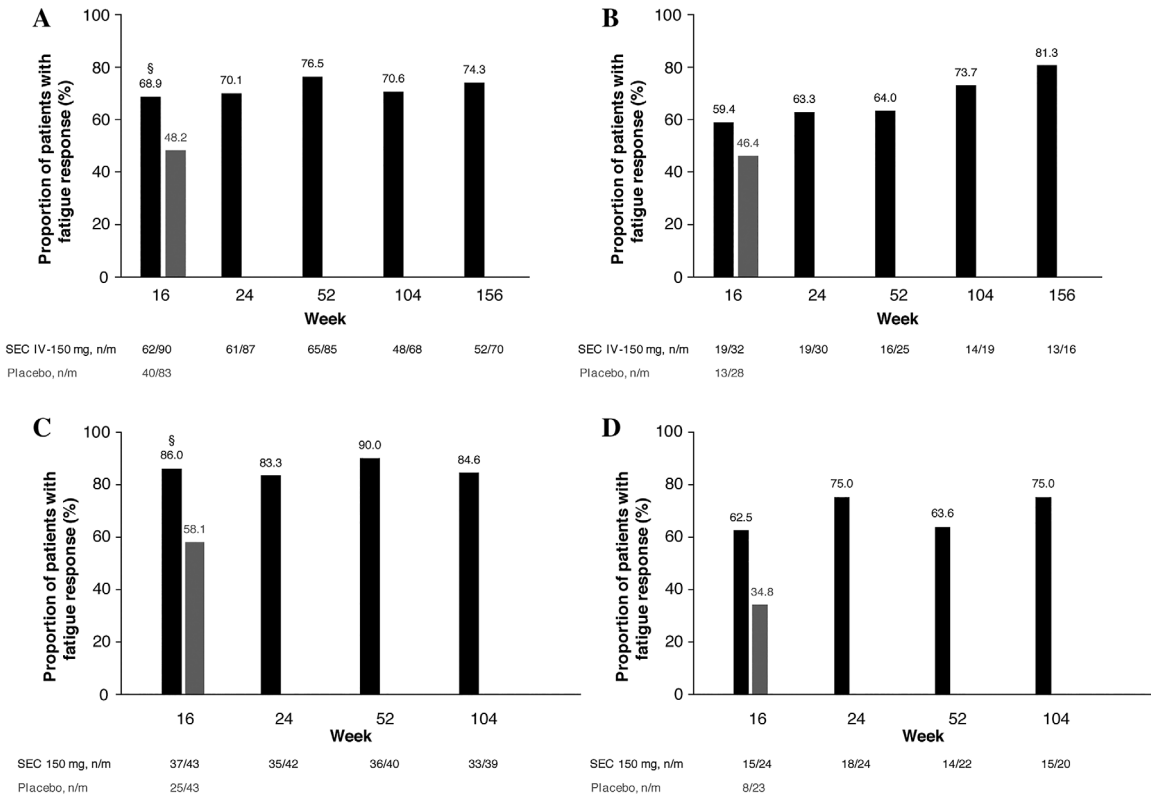 A
Proportion of patients with
fatigue response (%)
100
80
60
40
20
0
§
68.9
48.2
70.1
76.5
70.6
74.3
16 24 52 104 156
Week
SEC IV-150 mg, n/m 62/90 61/87 65/85 48/68 52/70
Placebo, n/m 40/83
B
Proportion of patients with
fatigue response (%)
100
80
60
40
20
0
59.4
46.4
63.3
64.0
73.7
81.3
16 24 52 104 156
Week
SEC IV-150 mg, n/m 19/32 19/30 16/25 14/19 13/16
Placebo, n/m 13/28
C
Proportion of patients with
fatigue response (%)
100
80
60
40
20
0
§
86.0
58.1
83.3
90.0
84.6
16 24 52 104
Week
SEC 150 mg, n/m 37/43 35/42 36/40 33/39
Placebo, n/m 25/43
D
Proportion of patients with
fatigue response (%)
100
80
60
40
20
0
62.5
34.8
75.0
63.6
75.0
16 24 52 104
Week
SEC 150 mg, n/m 15/24 18/24 14/22 15/20
Placebo, n/m 8/23